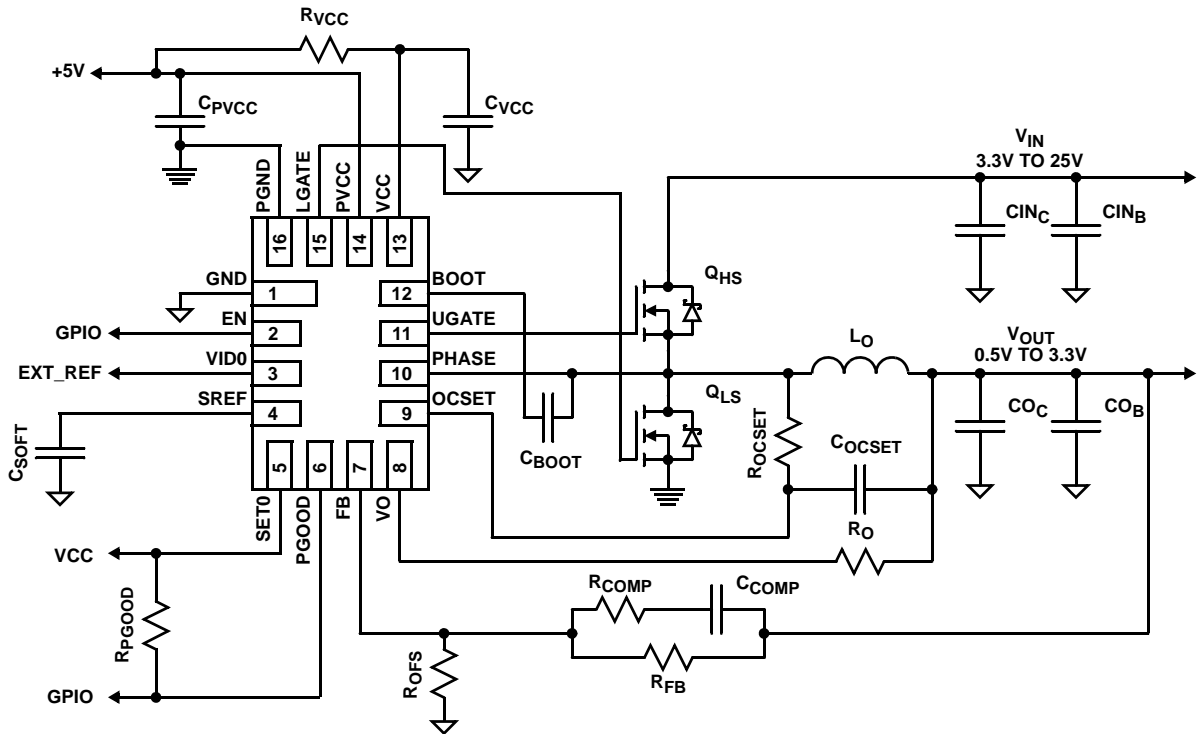 RVCC
+5V
CPVCC
CVCC
VIN
3.3V TO 25V
PGND
LGATE
PVCC
VCC
16
15
14
13
CINC
CINB
GND
1
12
BOOT
QHS
GPIO
EN
2
11
UGATE
LO
VOUT
0.5V TO 3.3V
EXT_REF
VID0
3
10
PHASE
SREF
4
9
OCSET
QLS
COC
COB
CSOFT
CBOOT
ROCSET
COCSET
5
6
7
8
SET0
PGOOD
FB
VO
RO
VCC
RCOMP
CCOMP
RPGOOD
ROFS
RFB
GPIO